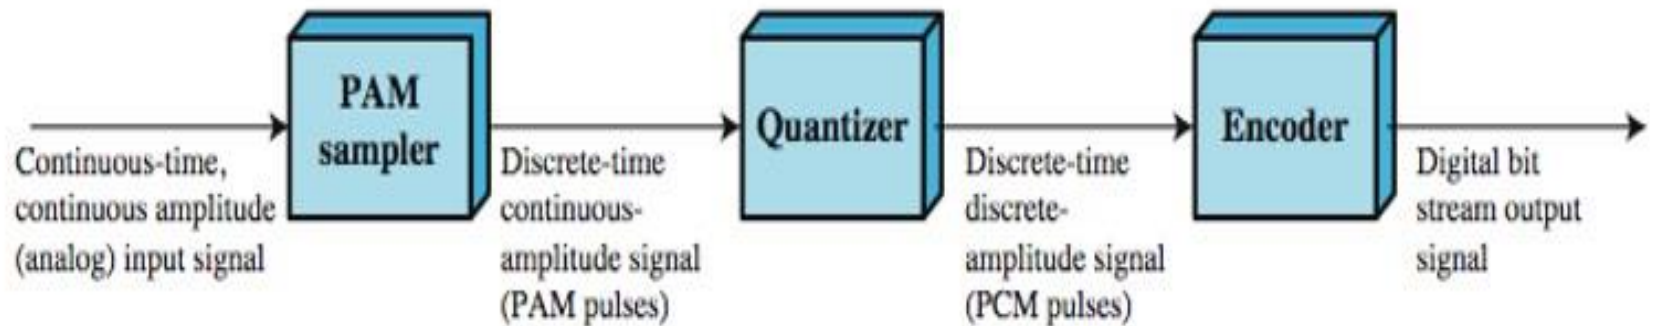 PAM
sampler
Quantizer
Encoder
Continuous-time,
continuous amplitude
(analog) input signal
Discrete-time
continuous-
amplitude signal
(PAM pulses)
Discrete-time
discrete-
amplitude signal
(PCM pulses)
Digital bit
stream output
signal